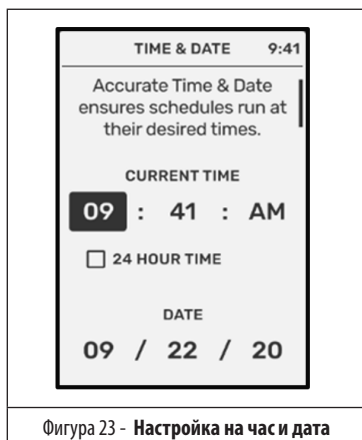 TIME & DATE 9:41
Accurate Time & Date
ensures schedules run at
their desired times.
CURRENT TIME
09 : 41 : AM
24 HOUR TIME
DATE
09 / 22 / 20
Фигура 23 - Настройка на час и дата